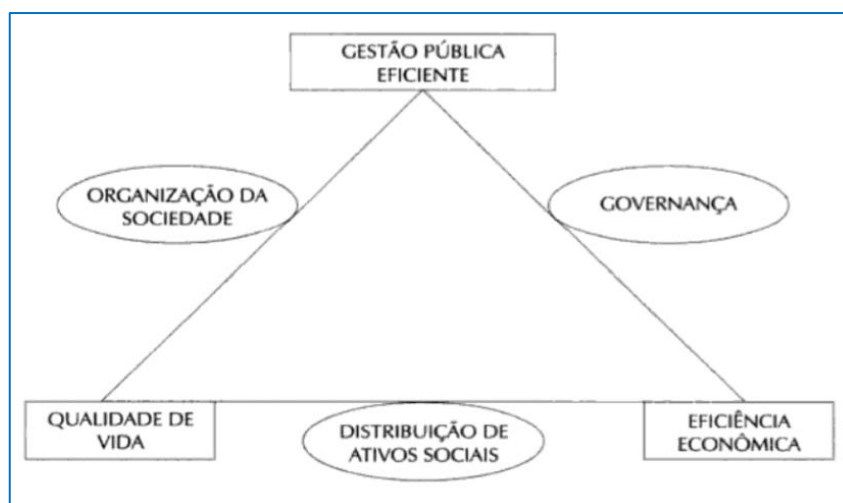 GESTÃO PÚBLICA
EFICIENTE
ORGANIZAÇÃO DA
SOCIEDADE
GOVERNANÇA
QUALIDADE DE
VIDA
DISTRIBUIÇÃO DE
ATIVOS SOCIAIS
EFICIÊNCIA
ECONÔMICA